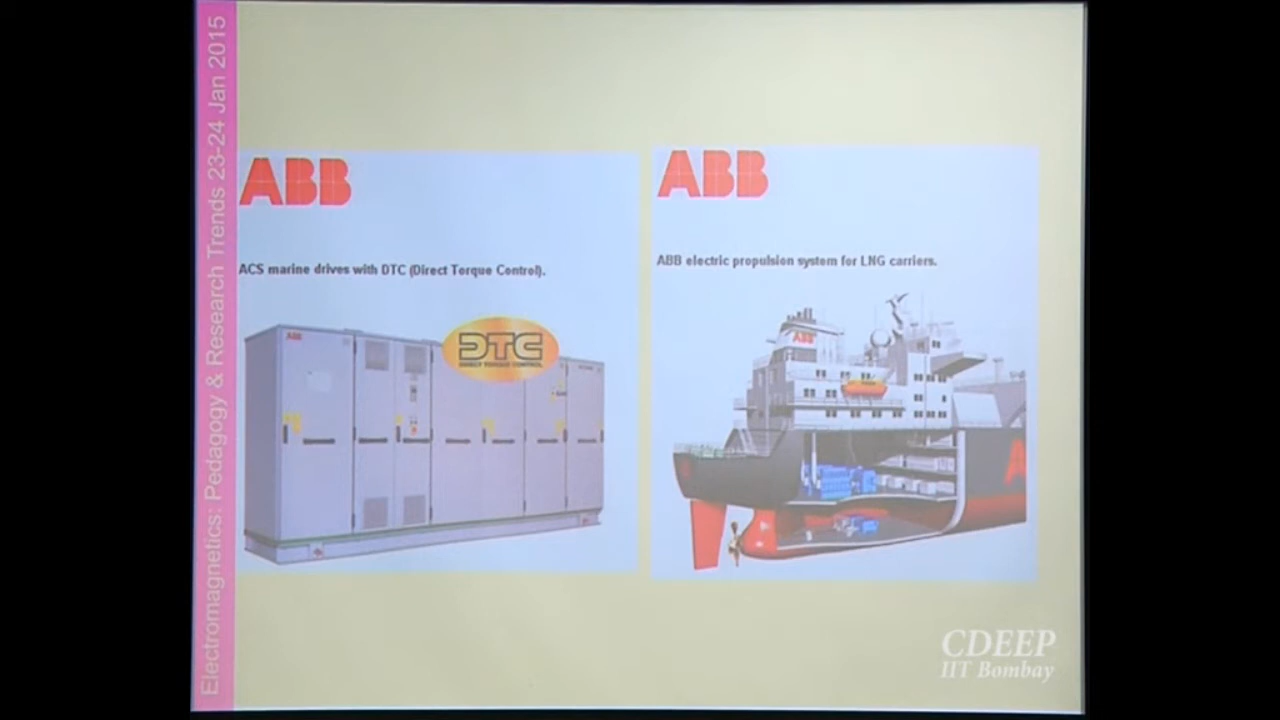 Electromagnetics: Pedagogy & Research Trends 23-24 Jan 2015
ABB
ACS marine drives with DTC (Direct Torque Control).
ABB
DTC
DIRECT TORQUE CONTROL
ABB
ABB electric propulsion system for LNG carriers.
ABB
A
CDEEP
IIT Bombay